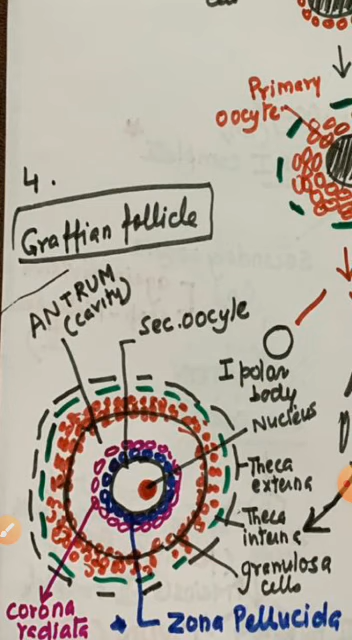 Primary
oocyte
4.
Graffian follicle
ANTRUM
(cavity)
sec.oocyte
I polar
body
Nucleus
Theca
externa
Theca
interna
granulosa
cells
corona
radiata
Zona Pellucida